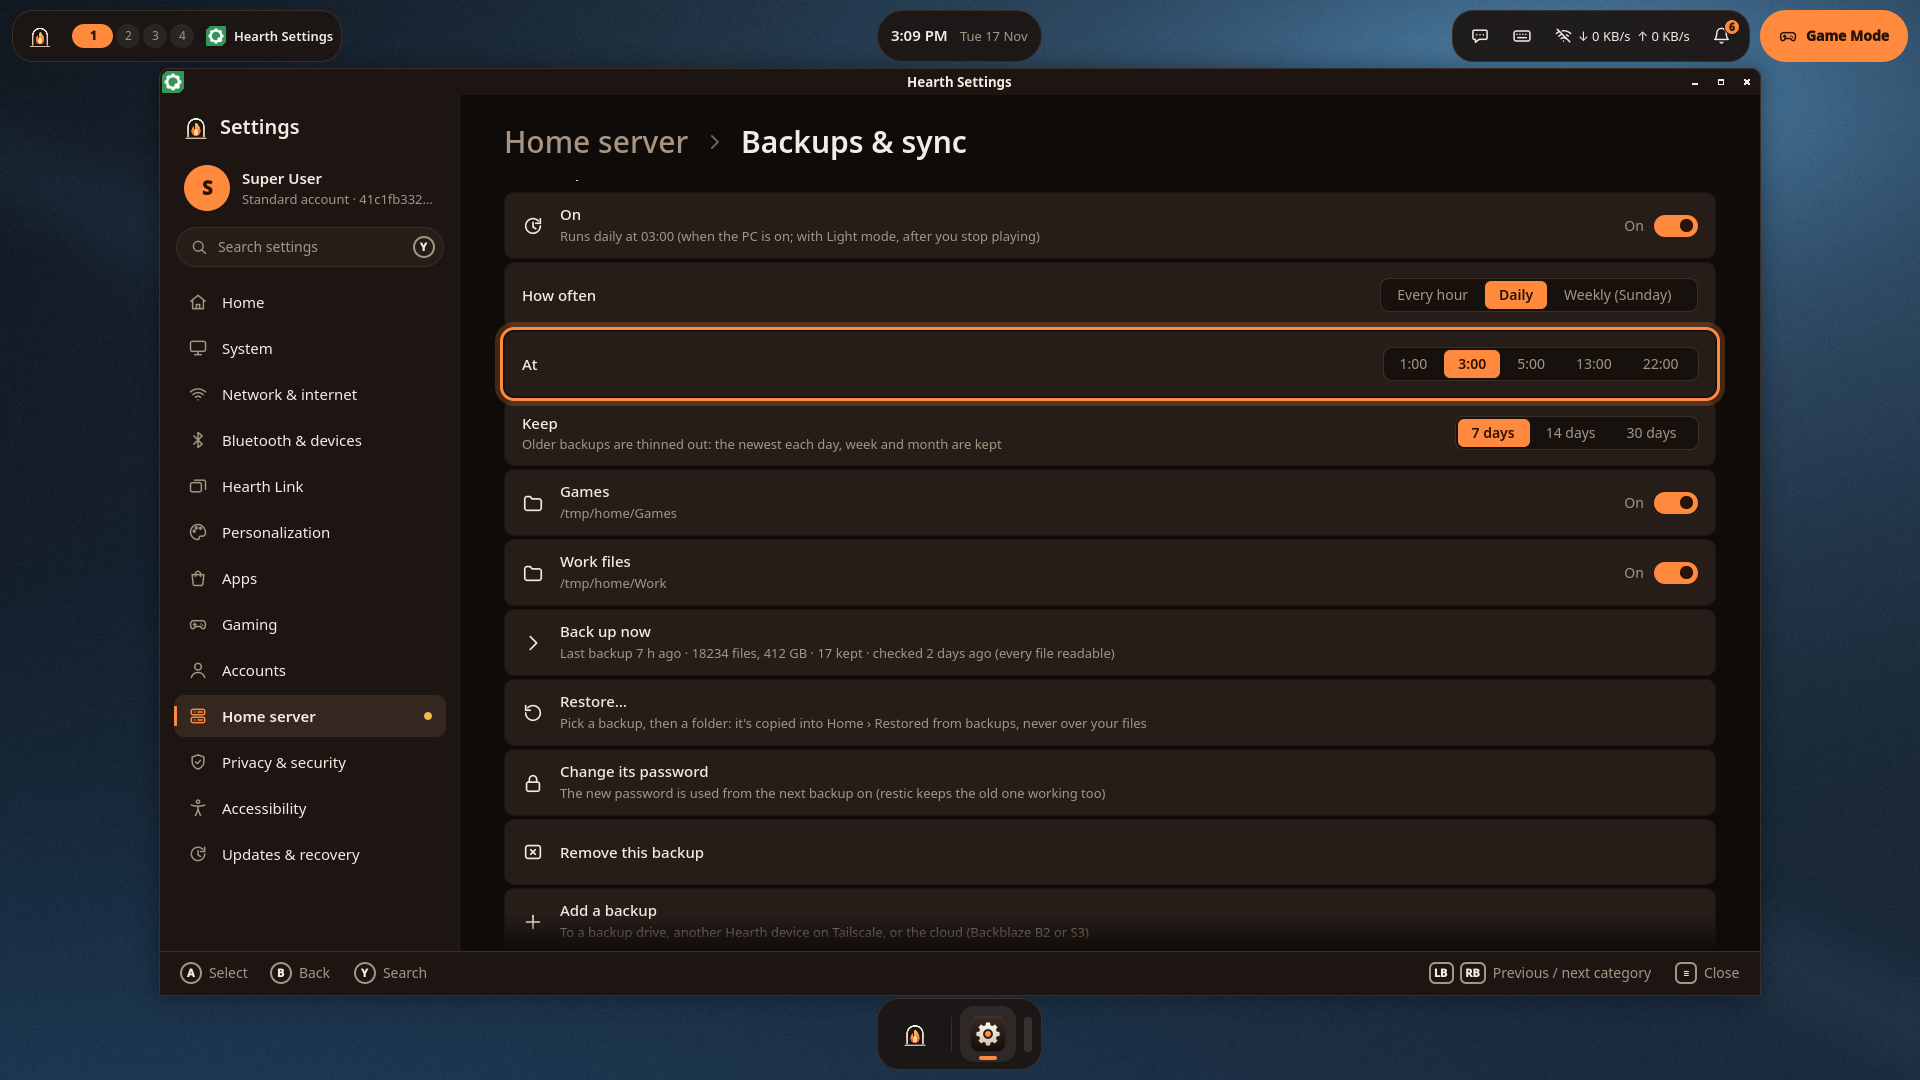 1 2 3 4 Hearth Settings
3:09 PM Tue 17 Nov
↓ 0 KB/s ↑ 0 KB/s 6
Game Mode
Hearth Settings
Settings
S
Super User
Standard account · 41c1fb332...
Search settings Y
Home
System
Network & internet
Bluetooth & devices
Hearth Link
Personalization
Apps
Gaming
Accounts
Home server
Privacy & security
Accessibility
Updates & recovery
Home server > Backups & sync
On
Runs daily at 03:00 (when the PC is on; with Light mode, after you stop playing)
On
How often
Every hour Daily Weekly (Sunday)
At
1:00 3:00 5:00 13:00 22:00
Keep
Older backups are thinned out: the newest each day, week and month are kept
7 days 14 days 30 days
Games
/tmp/home/Games
On
Work files
/tmp/home/Work
On
Back up now
Last backup 7 h ago · 18234 files, 412 GB · 17 kept · checked 2 days ago (every file readable)
Restore...
Pick a backup, then a folder: it's copied into Home › Restored from backups, never over your files
Change its password
The new password is used from the next backup on (restic keeps the old one working too)
Remove this backup
Add a backup
To a backup drive, another Hearth device on Tailscale, or the cloud (Backblaze B2 or S3)
A Select B Back Y Search
LB RB Previous / next category ≡ Close